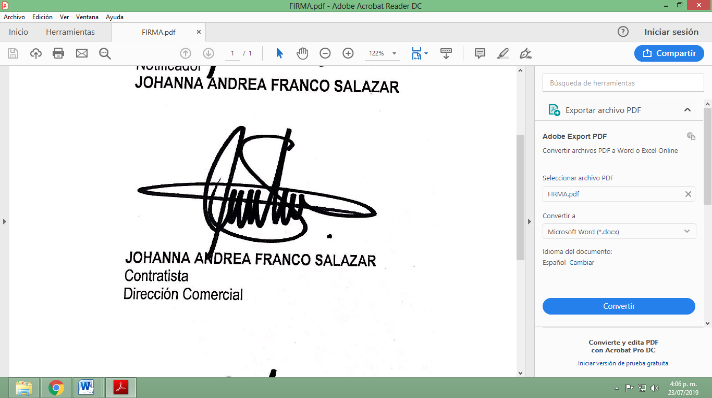 FIRMA.pdf - Adobe Acrobat Reader DC
Archivo Edición Ver Ventana Ayuda
Inicio Herramientas FIRMA.pdf × Iniciar sesión
1 / 1 122% Compartir
Notificador
JOHANNA ANDREA FRANCO SALAZAR
JOHANNA ANDREA FRANCO SALAZAR
Contratista
Dirección Comercial
Búsqueda de herramientas
Exportar archivo PDF
Adobe Export PDF
Convertir archivos PDF a Word o Excel Online
Seleccionar archivo PDF
FIRMA.pdf
Convertir a
Microsoft Word (*.docx)
Idioma del documento:
Español Cambiar
Convertir
Convierte y edita PDF
con Acrobat Pro DC
Iniciar versión de prueba gratuita
4:06 p. m.
23/07/2019